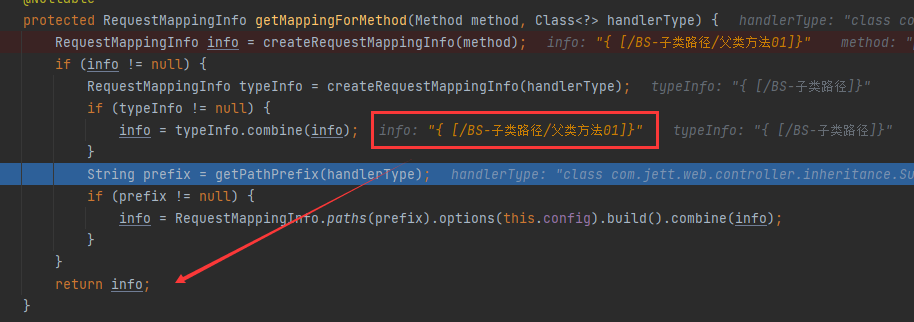 @Nullable
protected RequestMappingInfo getMappingForMethod(Method method, Class<?> handlerType) { handlerType: "class co
RequestMappingInfo info = createRequestMappingInfo(method); info: "{ [/BS-子类路径/父类方法01]}" method: "
if (info != null) {
RequestMappingInfo typeInfo = createRequestMappingInfo(handlerType); typeInfo: "{ [/BS-子类路径]}"
if (typeInfo != null) {
info = typeInfo.combine(info); info: "{ [/BS-子类路径/父类方法01]}" typeInfo: "{ [/BS-子类路径]}"
}
String prefix = getPathPrefix(handlerType); handlerType: "class com.jett.web.controller.inheritance.Su
if (prefix != null) {
info = RequestMappingInfo.paths(prefix).options(this.config).build().combine(info);
}
}
return info;
}